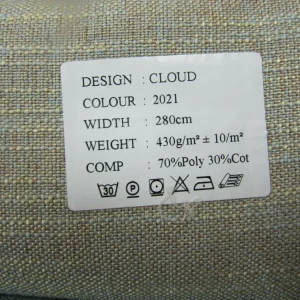 DESIGN : CLOUD
COLOUR : 2021
WIDTH : 280cm
WEIGHT : 430g/m² ± 10/m²
COMP : 70%Poly 30%Cot
30 P